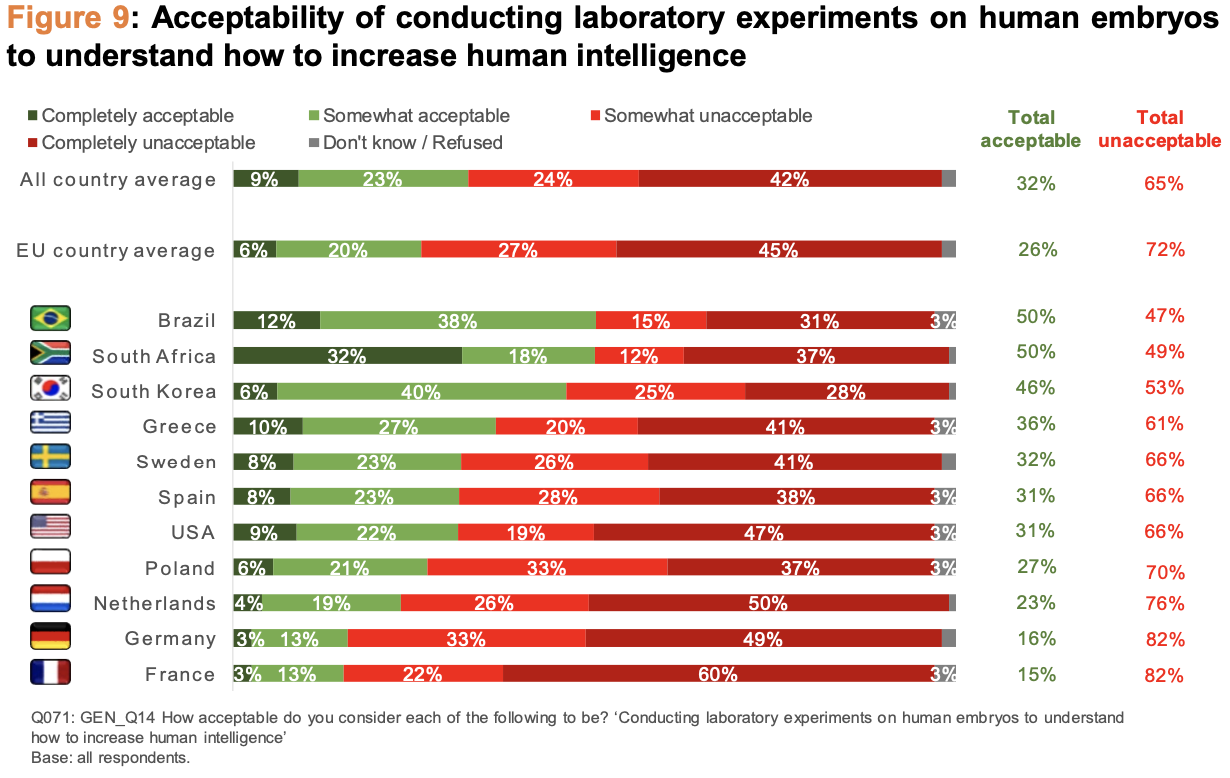 Figure 9: Acceptability of conducting laboratory experiments on human embryos
to understand how to increase human intelligence
Completely acceptable Somewhat acceptable Somewhat unacceptable
Completely unacceptable Don't know / Refused
Total acceptable Total unacceptable
All country average 9% 23% 24% 42% 32% 65%
EU country average 6% 20% 27% 45% 26% 72%
Brazil 12% 38% 15% 31% 3% 50% 47%
South Africa 32% 18% 12% 37% 50% 49%
South Korea 6% 40% 25% 28% 46% 53%
Greece 10% 27% 20% 41% 3% 36% 61%
Sweden 8% 23% 26% 41% 32% 66%
Spain 8% 23% 28% 38% 3% 31% 66%
USA 9% 22% 19% 47% 3% 31% 66%
Poland 6% 21% 33% 37% 3% 27% 70%
Netherlands 4% 19% 26% 50% 23% 76%
Germany 3% 13% 33% 49% 16% 82%
France 3% 13% 22% 60% 3% 15% 82%
Q071: GEN_Q14 How acceptable do you consider each of the following to be? ‘Conducting laboratory experiments on human embryos to understand
how to increase human intelligence’
Base: all respondents.